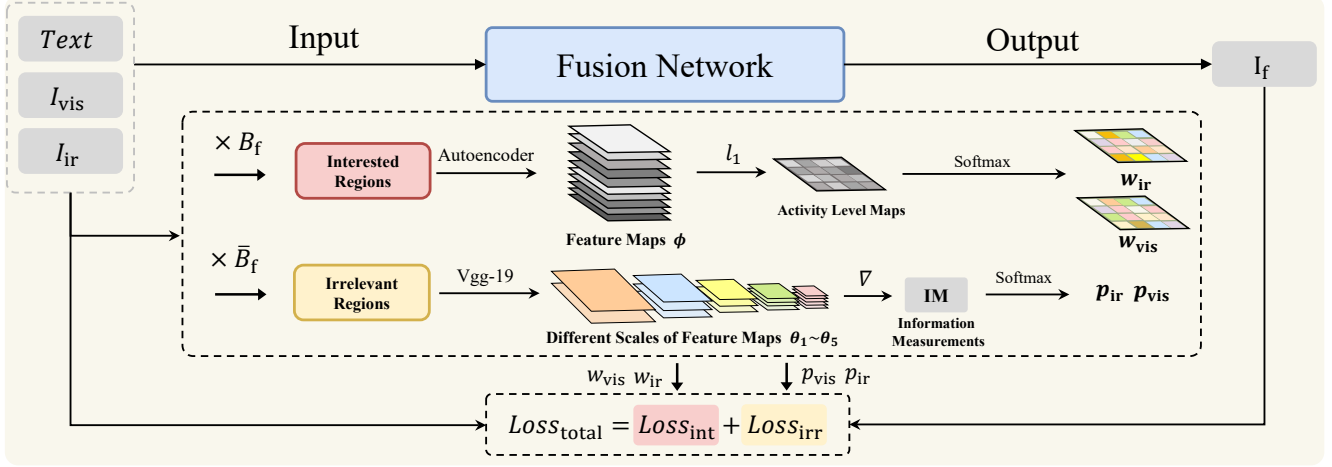 Text
I_vis
I_ir
Input
Fusion Network
Output
I_f
× B_f
Interested
Regions
Autoencoder
Feature Maps ϕ
l_1
Activity Level Maps
Softmax
w_ir
w_vis
× B̄_f
Irrelevant
Regions
Vgg-19
Different Scales of Feature Maps θ_1~θ_5
∇
IM
Information
Measurements
Softmax
p_ir p_vis
w_vis w_ir
p_vis p_ir
Loss_total = Loss_int + Loss_irr